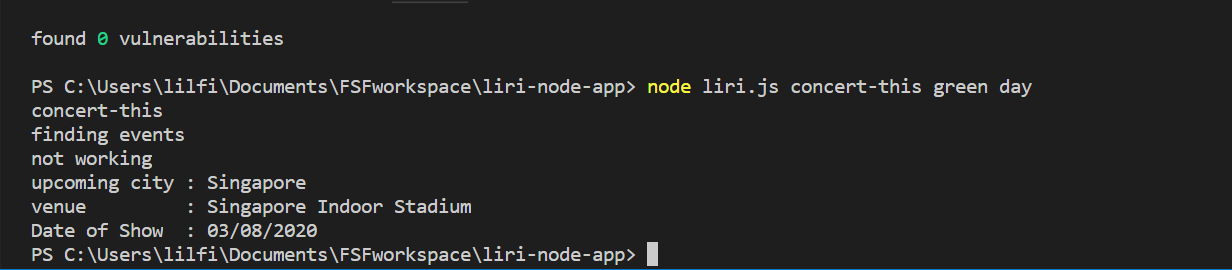 found 0 vulnerabilities
PS C:\Users\lilfi\Documents\FSFworkspace\liri-node-app> node liri.js concert-this green day
concert-this
finding events
not working
upcoming city : Singapore
venue         : Singapore Indoor Stadium
Date of Show  : 03/08/2020
PS C:\Users\lilfi\Documents\FSFworkspace\liri-node-app>